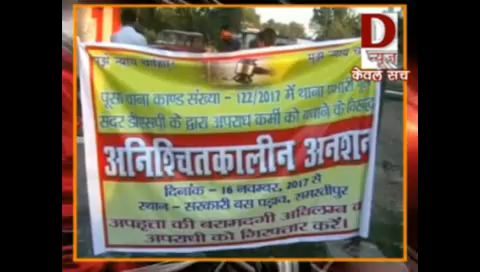 मुझे न्याय चाहिए!
मुझे न्याय चाहिए!
D
न्यूज
केवल सच
पूसा थाना काण्ड संख्या - 122/2017 में थाना प्रभारी
सदर डीएसपी के द्वारा अपराध कर्मी को बचाने के विरूद्ध
अनिश्चितकालीन अनशन
दिनांक - 16 नवम्बर, 2017 से
स्थान - सरकारी बस पड़ाव, समस्तीपुर
अपहृता की बरामदगी अविलम्ब व
अपराधी को गिरफ्तार करें।